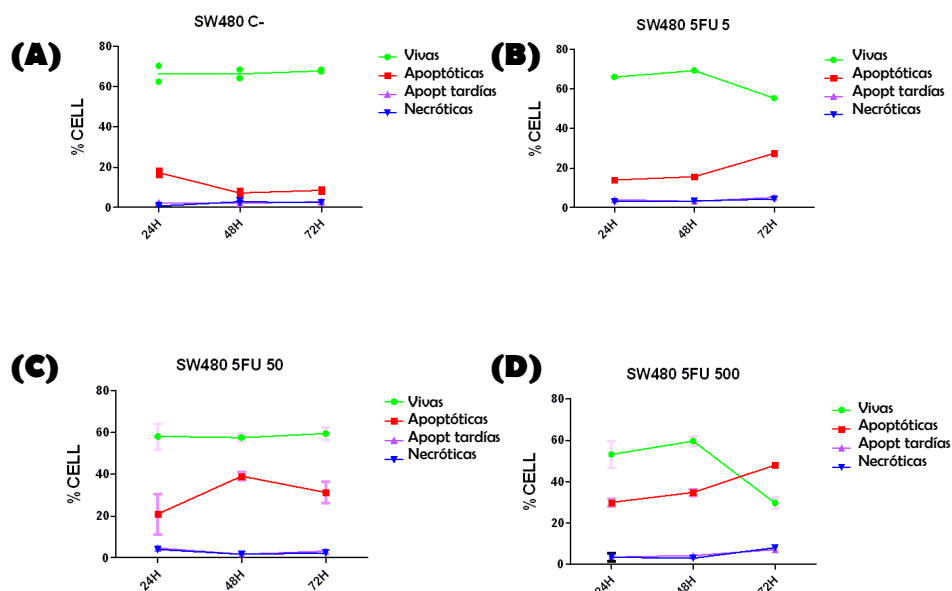 SW480 C-
(A)
% CELL
80
60
40
20
0
24H
48H
72H
Vivas
Apoptóticas
Apopt tardías
Necróticas
SW480 5FU 5
(B)
% CELL
80
60
40
20
0
24H
48H
72H
Vivas
Apoptóticas
Apopt tardías
Necróticas
SW480 5FU 50
(C)
% CELL
80
60
40
20
0
24H
48H
72H
Vivas
Apoptóticas
Apopt tardías
Necróticas
SW480 5FU 500
(D)
% CELL
80
60
40
20
0
24H
48H
72H
Vivas
Apoptóticas
Apopt tardías
Necróticas